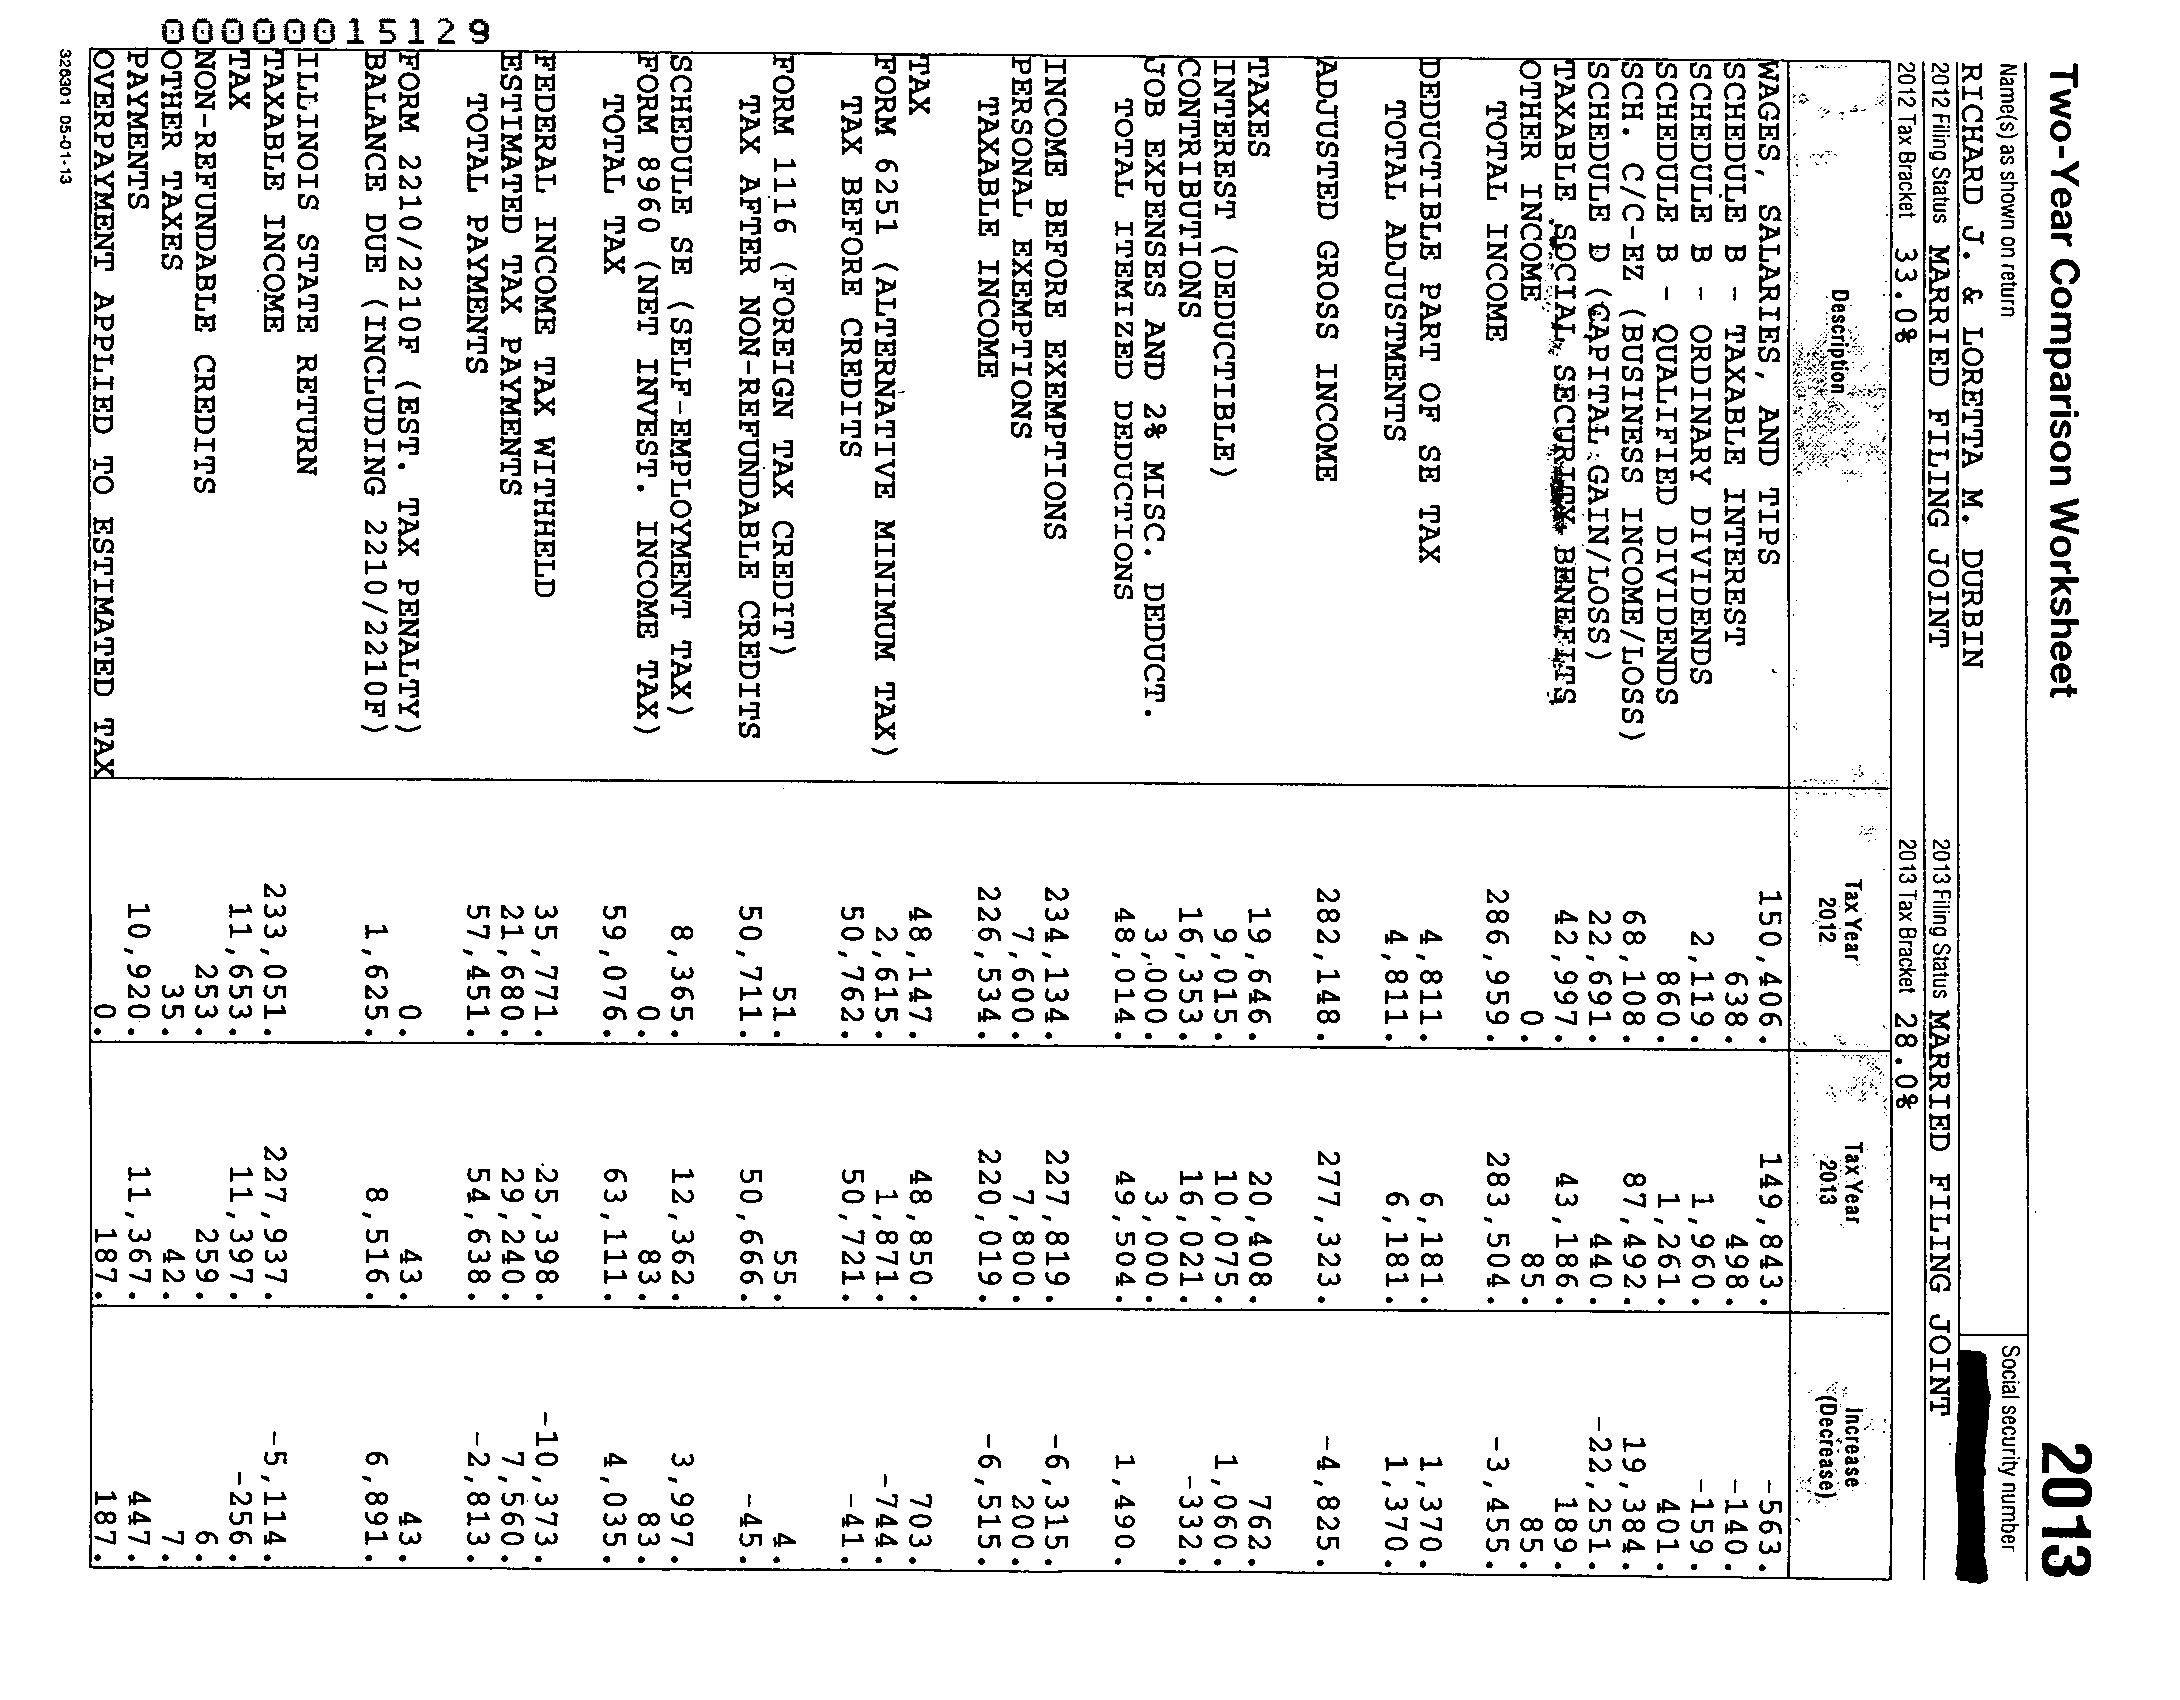 Two-Year Comparison Worksheet 2013
Name(s) as shown on return Social security number
RICHARD J. & LORETTA M. DURBIN
2012 Filing Status MARRIED FILING JOINT 2013 Filing Status MARRIED FILING JOINT
2012 Tax Bracket 33.0% 2013 Tax Bracket 28.0%
Description Tax Year 2012 Tax Year 2013 Increase (Decrease)
WAGES, SALARIES, AND TIPS 150,406. 149,843. -563.
SCHEDULE B - TAXABLE INTEREST 638. 498. -140.
SCHEDULE B - ORDINARY DIVIDENDS 2,119. 1,960. -159.
SCHEDULE B - QUALIFIED DIVIDENDS 860. 1,261. 401.
SCH. C/C-EZ (BUSINESS INCOME/LOSS) 68,108. 87,492. 19,384.
SCHEDULE D (CAPITAL GAIN/LOSS) 22,691. 440. -22,251.
TAXABLE SOCIAL SECURITY BENEFITS 42,997. 43,186. 189.
OTHER INCOME 0. 85. 85.
TOTAL INCOME 286,959. 283,504. -3,455.
DEDUCTIBLE PART OF SE TAX 4,811. 6,181. 1,370.
TOTAL ADJUSTMENTS 4,811. 6,181. 1,370.
ADJUSTED GROSS INCOME 282,148. 277,323. -4,825.
TAXES 19,646. 20,408. 762.
INTEREST (DEDUCTIBLE) 9,015. 10,075. 1,060.
CONTRIBUTIONS 16,353. 16,021. -332.
JOB EXPENSES AND 2% MISC. DEDUCT. 3,000. 3,000.
TOTAL ITEMIZED DEDUCTIONS 48,014. 49,504. 1,490.
INCOME BEFORE EXEMPTIONS 234,134. 227,819. -6,315.
PERSONAL EXEMPTIONS 7,600. 7,800. 200.
TAXABLE INCOME 226,534. 220,019. -6,515.
TAX 48,147. 48,850. 703.
FORM 6251 (ALTERNATIVE MINIMUM TAX) 2,615. 1,871. -744.
TAX BEFORE CREDITS 50,762. 50,721. -41.
FORM 1116 (FOREIGN TAX CREDIT) 51. 55. 4.
TAX AFTER NON-REFUNDABLE CREDITS 50,711. 50,666. -45.
SCHEDULE SE (SELF-EMPLOYMENT TAX) 8,365. 12,362. 3,997.
FORM 8960 (NET INVEST. INCOME TAX) 0. 83. 83.
TOTAL TAX 59,076. 63,111. 4,035.
FEDERAL INCOME TAX WITHHELD 35,771. 25,398. -10,373.
ESTIMATED TAX PAYMENTS 21,680. 29,240. 7,560.
TOTAL PAYMENTS 57,451. 54,638. -2,813.
FORM 2210/2210F (EST. TAX PENALTY) 0. 43. 43.
BALANCE DUE (INCLUDING 2210/2210F) 1,625. 8,516. 6,891.
ILLINOIS STATE RETURN
TAXABLE INCOME 233,051. 227,937. -5,114.
TAX 11,653. 11,397. -256.
NON-REFUNDABLE CREDITS 253. 259. 6.
OTHER TAXES 35. 42. 7.
PAYMENTS 10,920. 11,367. 447.
OVERPAYMENT APPLIED TO ESTIMATED TAX 0. 187. 187.
326301 05-01-13
00000015129